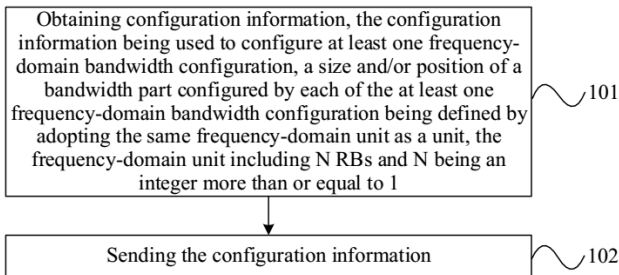 Obtaining configuration information, the configuration
information being used to configure at least one frequency-
domain bandwidth configuration, a size and/or position of a
bandwidth part configured by each of the at least one
frequency-domain bandwidth configuration being defined by
adopting the same frequency-domain unit as a unit, the
frequency-domain unit including N RBs and N being an
integer more than or equal to 1
101
Sending the configuration information
102